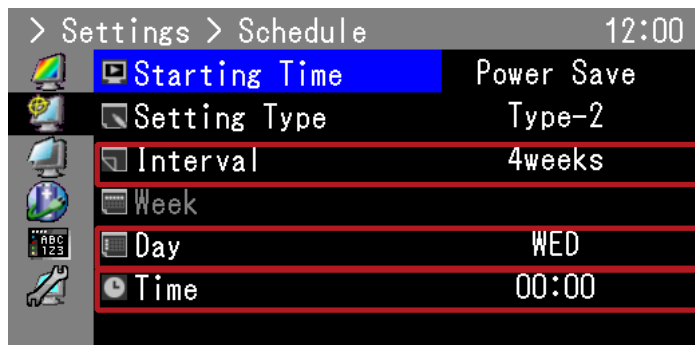 > Settings > Schedule 12:00
Starting Time Power Save
Setting Type Type-2
Interval 4weeks
Week
Day WED
ABC
123
Time 00:00